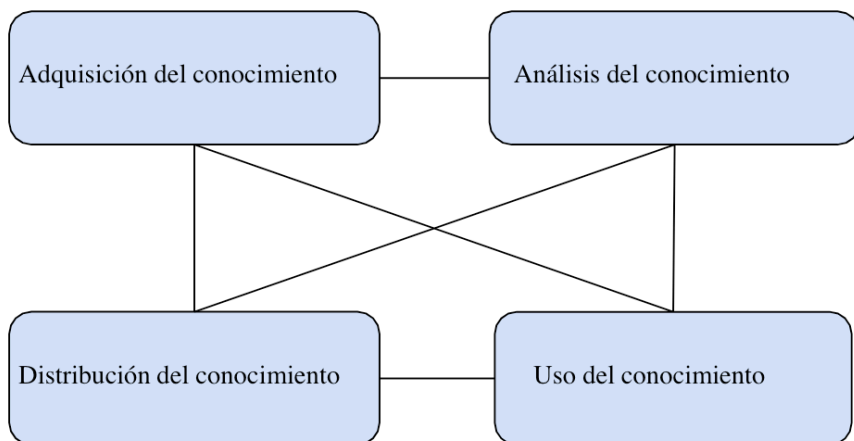 Adquisición del conocimiento
Análisis del conocimiento
Distribución del conocimiento
Uso del conocimiento